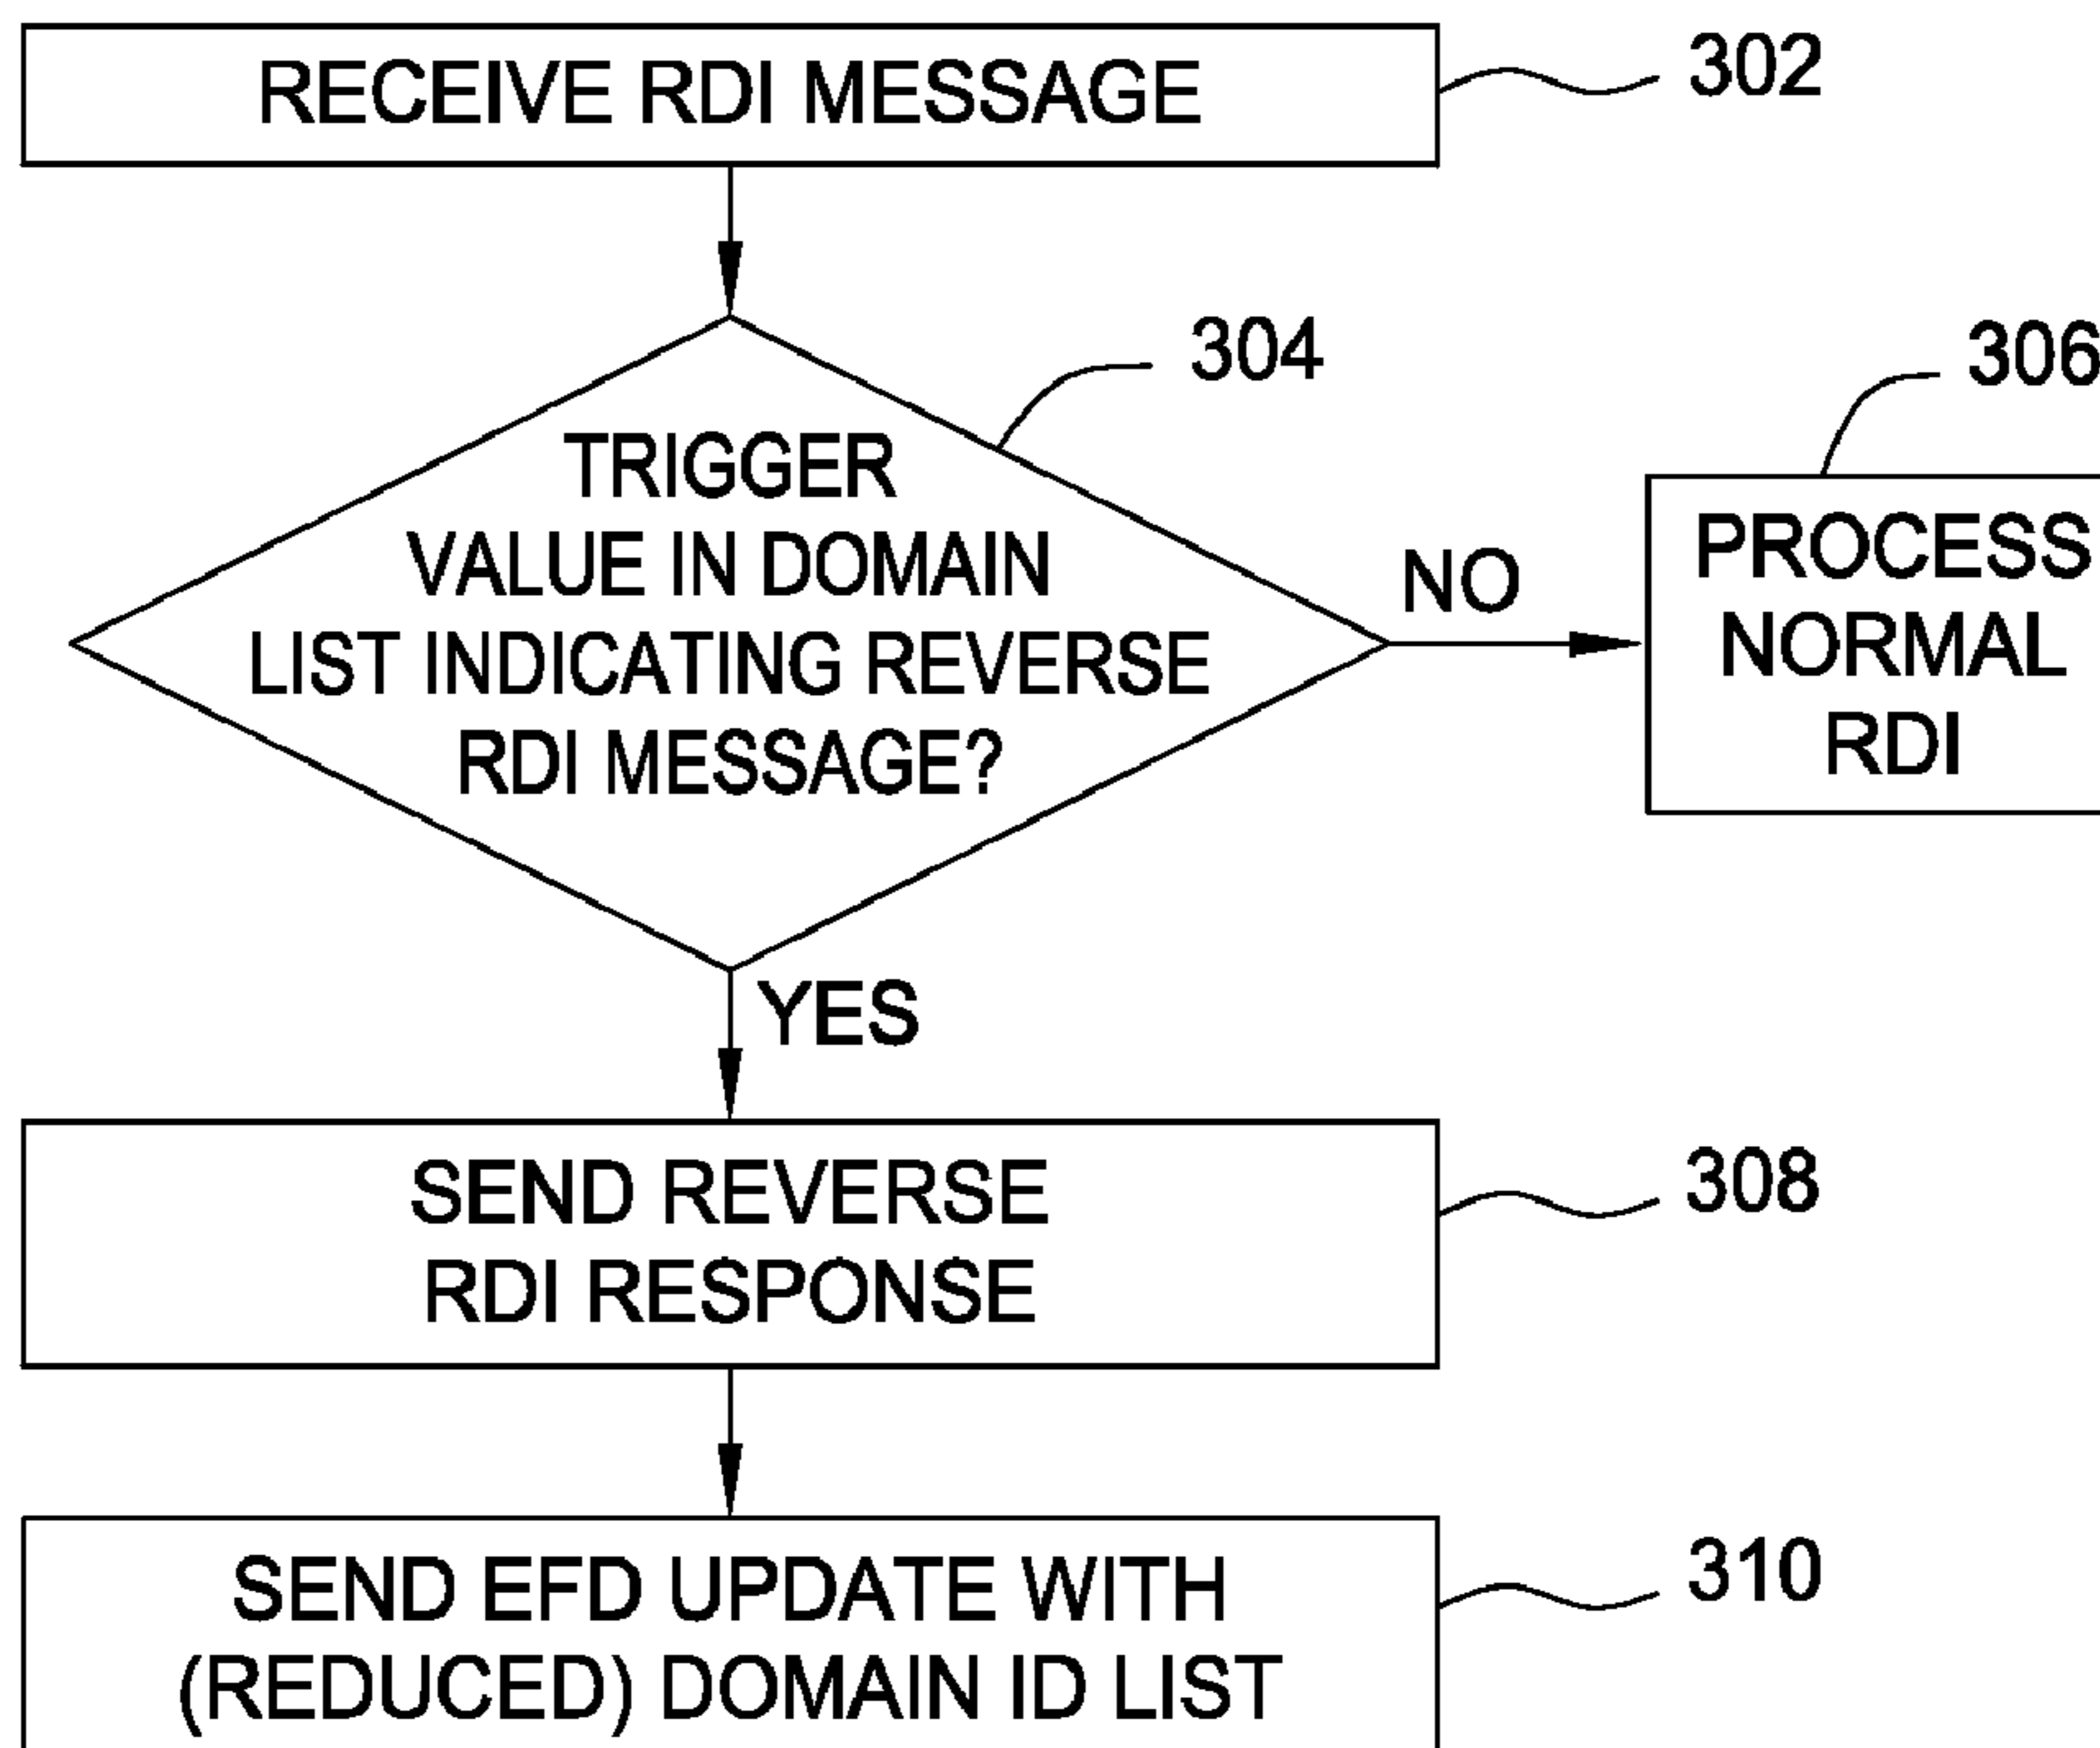 RECEIVE RDI MESSAGE
302
304
306
TRIGGER
VALUE IN DOMAIN
LIST INDICATING REVERSE
RDI MESSAGE?
NO
PROCESS
NORMAL
RDI
YES
SEND REVERSE
RDI RESPONSE
308
SEND EFD UPDATE WITH
(REDUCED) DOMAIN ID LIST
310